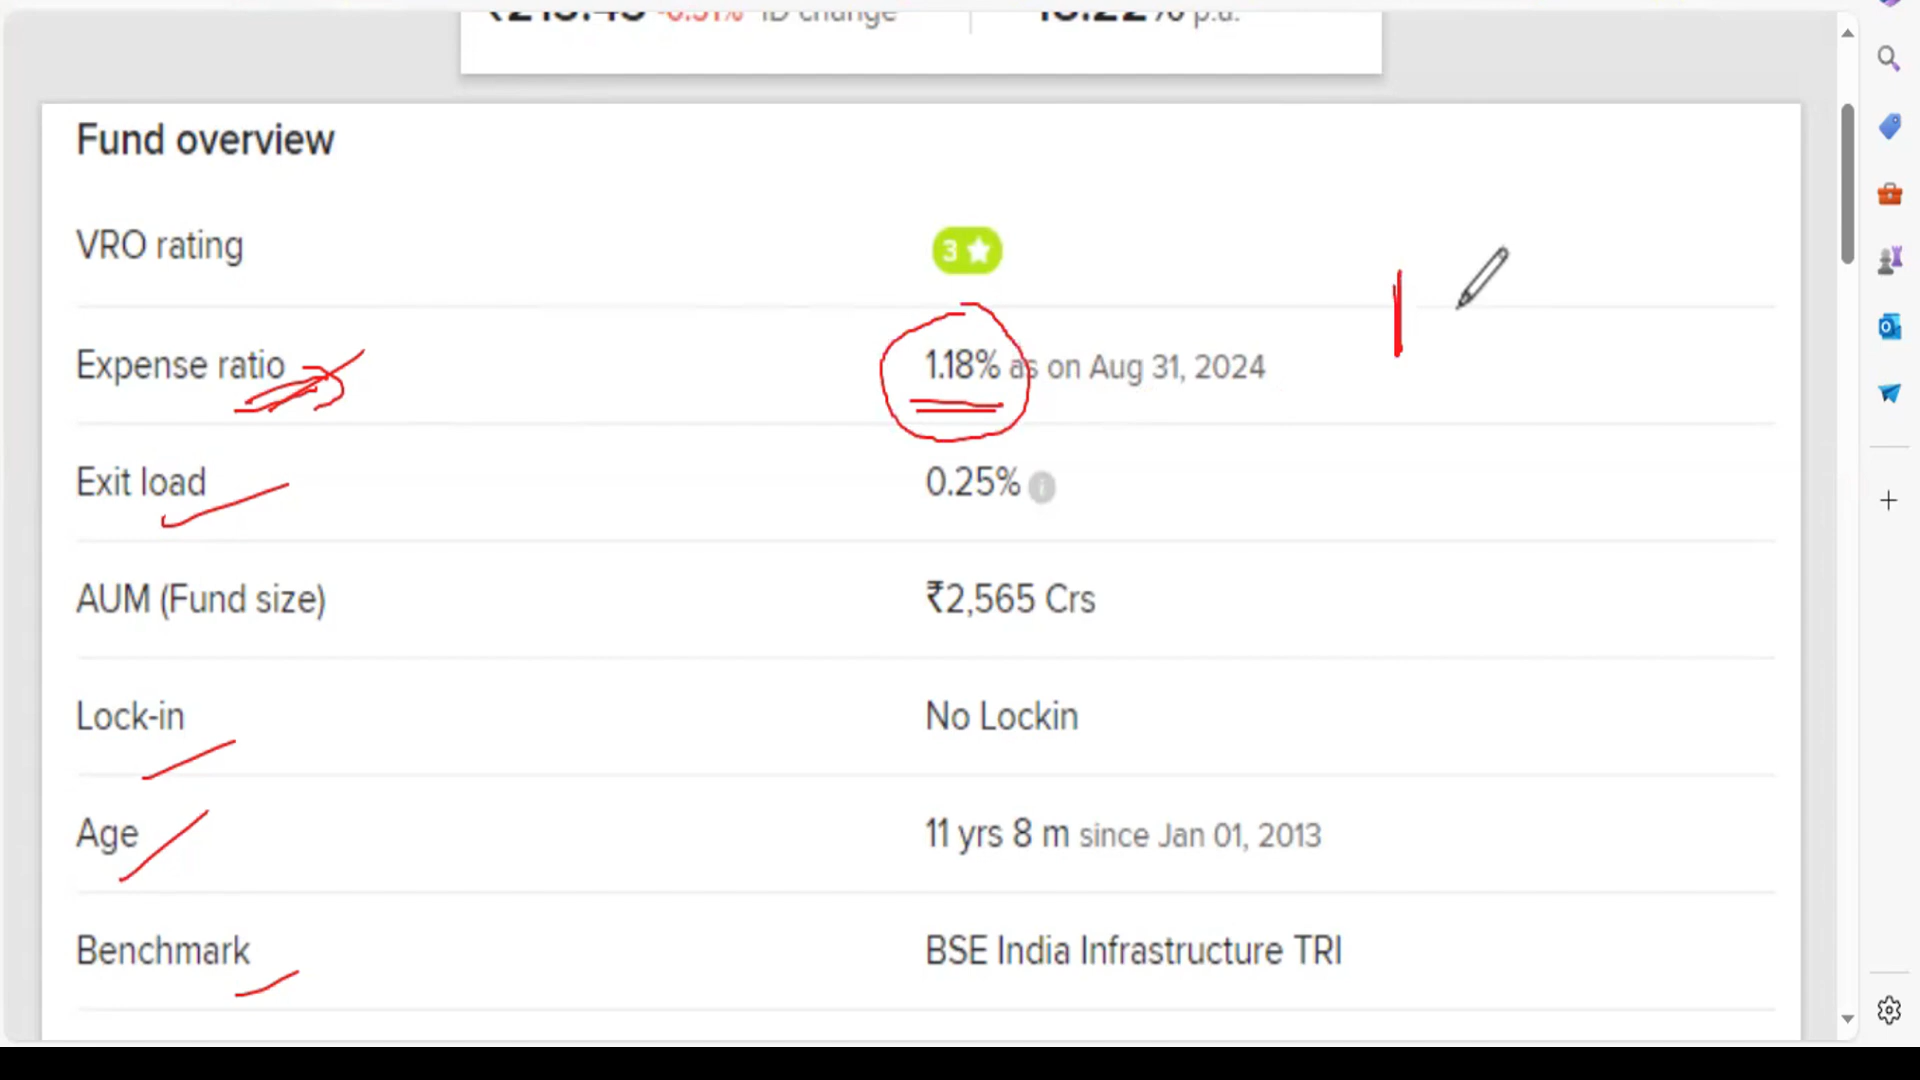 1D change
p.a.
Fund overview
VRO rating
3 ★
Expense ratio
1.18% as on Aug 31, 2024
Exit load
0.25% i
AUM (Fund size)
₹2,565 Crs
Lock-in
No Lockin
Age
11 yrs 8 m since Jan 01, 2013
Benchmark
BSE India Infrastructure TRI